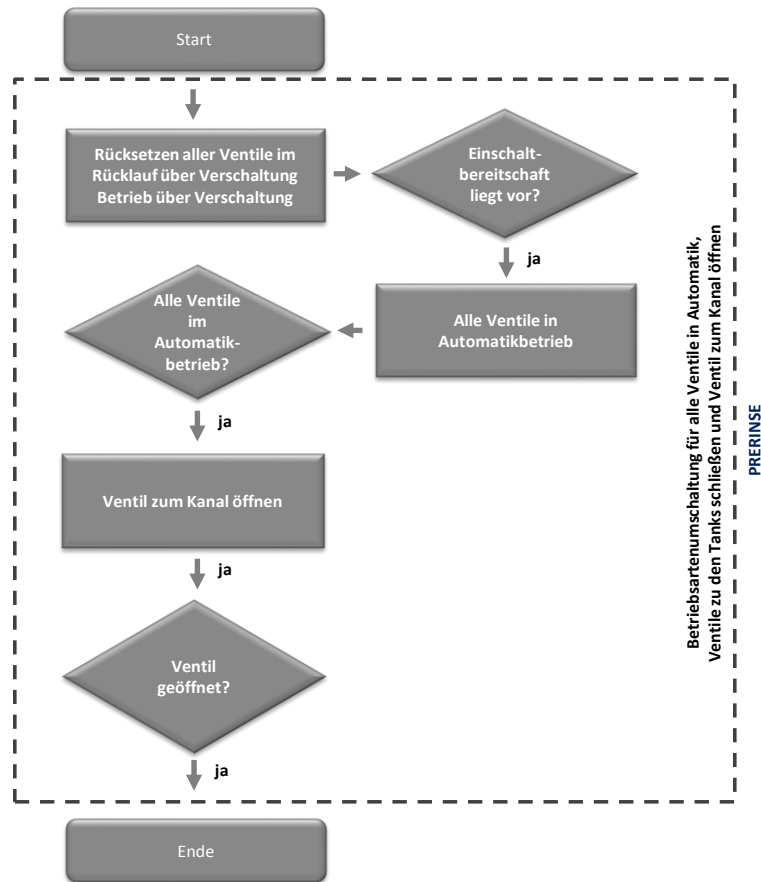 Start
Rücksetzen aller Ventile im
Rücklauf über Verschaltung
Betrieb über Verschaltung
Einschalt-
bereitschaft
liegt vor?
ja
Alle Ventile in
Automatikbetrieb
Alle Ventile
im
Automatik-
betrieb?
ja
Ventil zum Kanal öffnen
ja
Ventil
geöffnet?
ja
Ende
Betriebsartenumschaltung für alle Ventile in Automatik,
Ventile zu den Tanks schließen und Ventil zum Kanal öffnen
PRERINSE